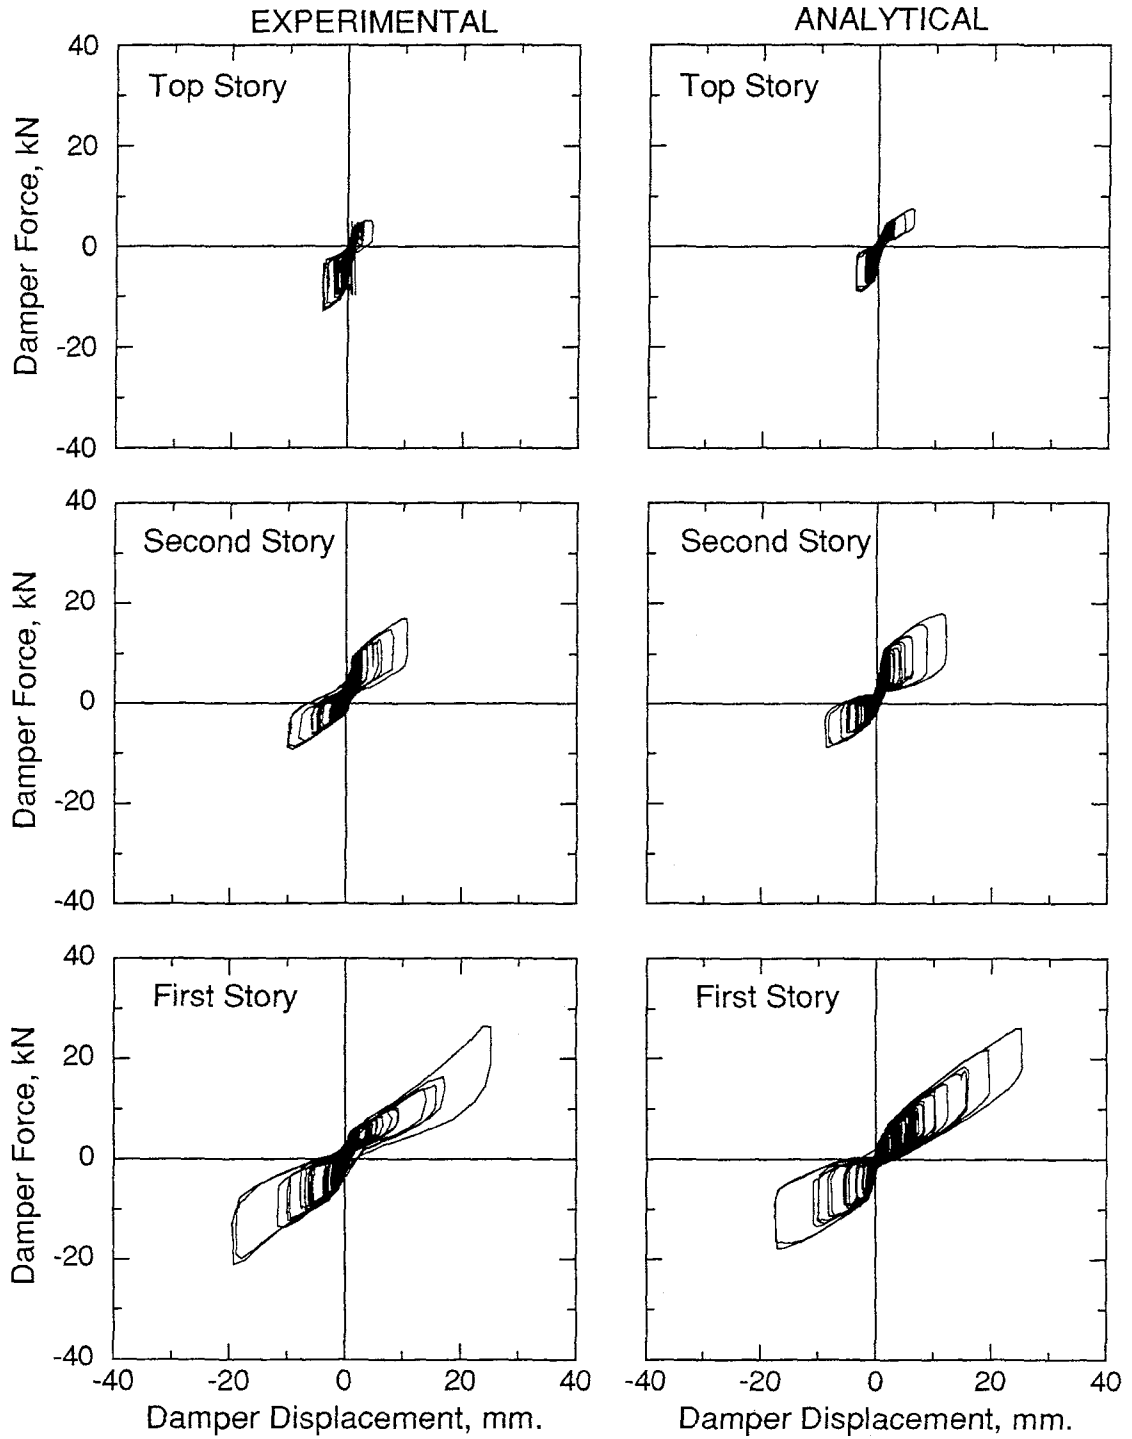 EXPERIMENTAL
ANALYTICAL
40
Top Story
Top Story
20
Damper Force, kN
0
-20
-40
40
Second Story
Second Story
20
Damper Force, kN
0
-20
-40
40
First Story
First Story
20
Damper Force, kN
0
-20
-40
-40 -20 0 20 40
-40 -20 0 20 40
Damper Displacement, mm.
Damper Displacement, mm.